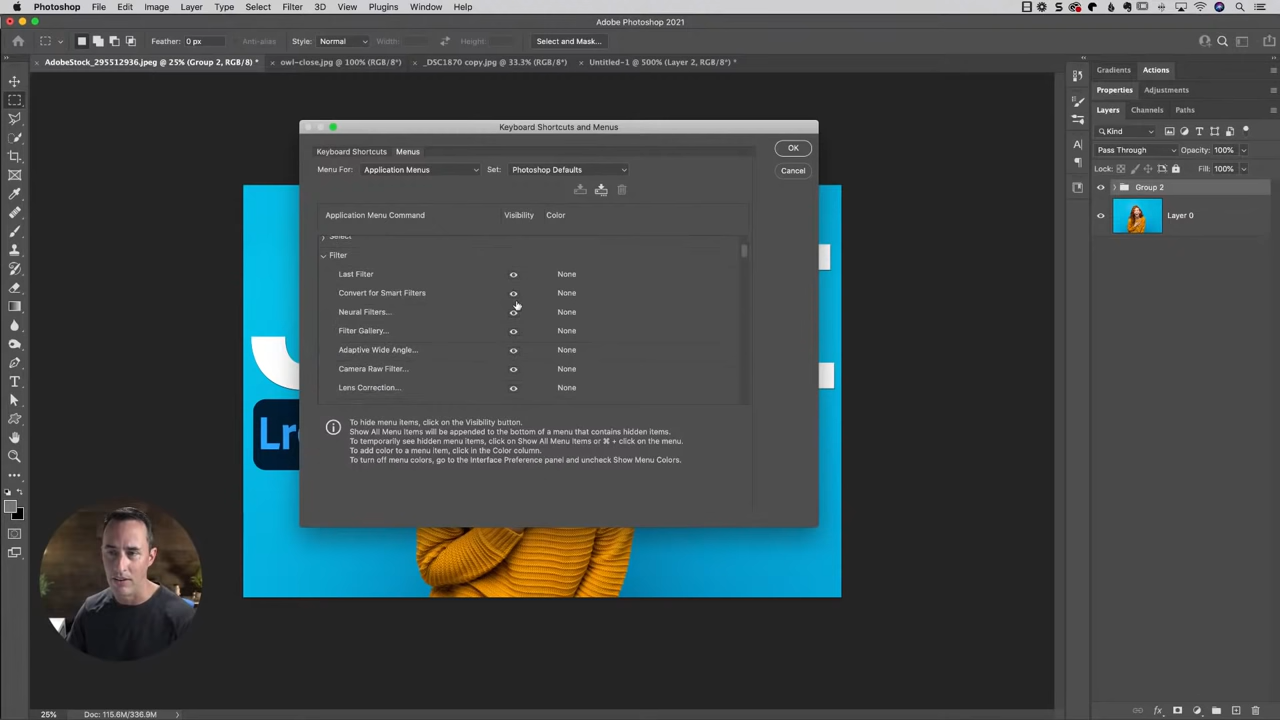 Photoshop File Edit Image Layer Type Select Filter 3D View Plugins Window Help
Adobe Photoshop 2021
Feather: 0 px Anti-alias Style: Normal Width: Height: Select and Mask...
AdobeStock_295512936.jpeg @ 25% (Group 2, RGB/8) * owl-close.jpg @ 100% (RGB/8*) _DSC1870 copy.jpg @ 33.3% (RGB/8*) Untitled-1 @ 500% (Layer 2, RGB/8*) *
Gradients Actions
Properties Adjustments
Layers Channels Paths
Kind
Pass Through Opacity: 100%
Lock: Fill: 100%
Group 2
Layer 0
Keyboard Shortcuts and Menus
Keyboard Shortcuts Menus
OK
Menu For: Application Menus Set: Photoshop Defaults
Cancel
Application Menu Command Visibility Color
Select
Filter
Last Filter None
Convert for Smart Filters None
Neural Filters... None
Filter Gallery... None
Adaptive Wide Angle... None
Camera Raw Filter... None
Lens Correction... None
To hide menu items, click on the Visibility button.
Show All Menu Items will be appended to the bottom of a menu that contains hidden items.
To temporarily see hidden menu items, click on Show All Menu Items or ⌘ + click on the menu.
To add color to a menu item, click in the Color column.
To turn off menu colors, go to the Interface Preference panel and uncheck Show Menu Colors.
25% Doc: 115.6M/336.9M